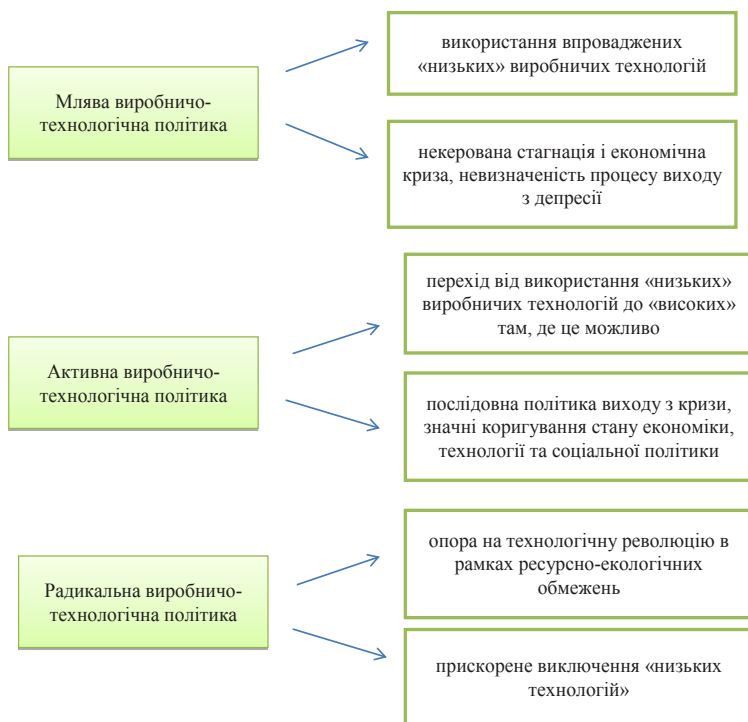 Млява виробничо-
технологічна політика
використання впроваджених
«низьких» виробничих технологій
некерована стагнація і економічна
криза, невизначеність процесу виходу
з депресії
Активна виробничо-
технологічна політика
перехід від використання «низьких»
виробничих технологій до «високих»
там, де це можливо
послідовна політика виходу з кризи,
значні коригування стану економіки,
технології та соціальної політики
Радикальна виробничо-
технологічна політика
опора на технологічну революцію в
рамках ресурсно-екологічних
обмежень
прискорене виключення «низьких
технологій»